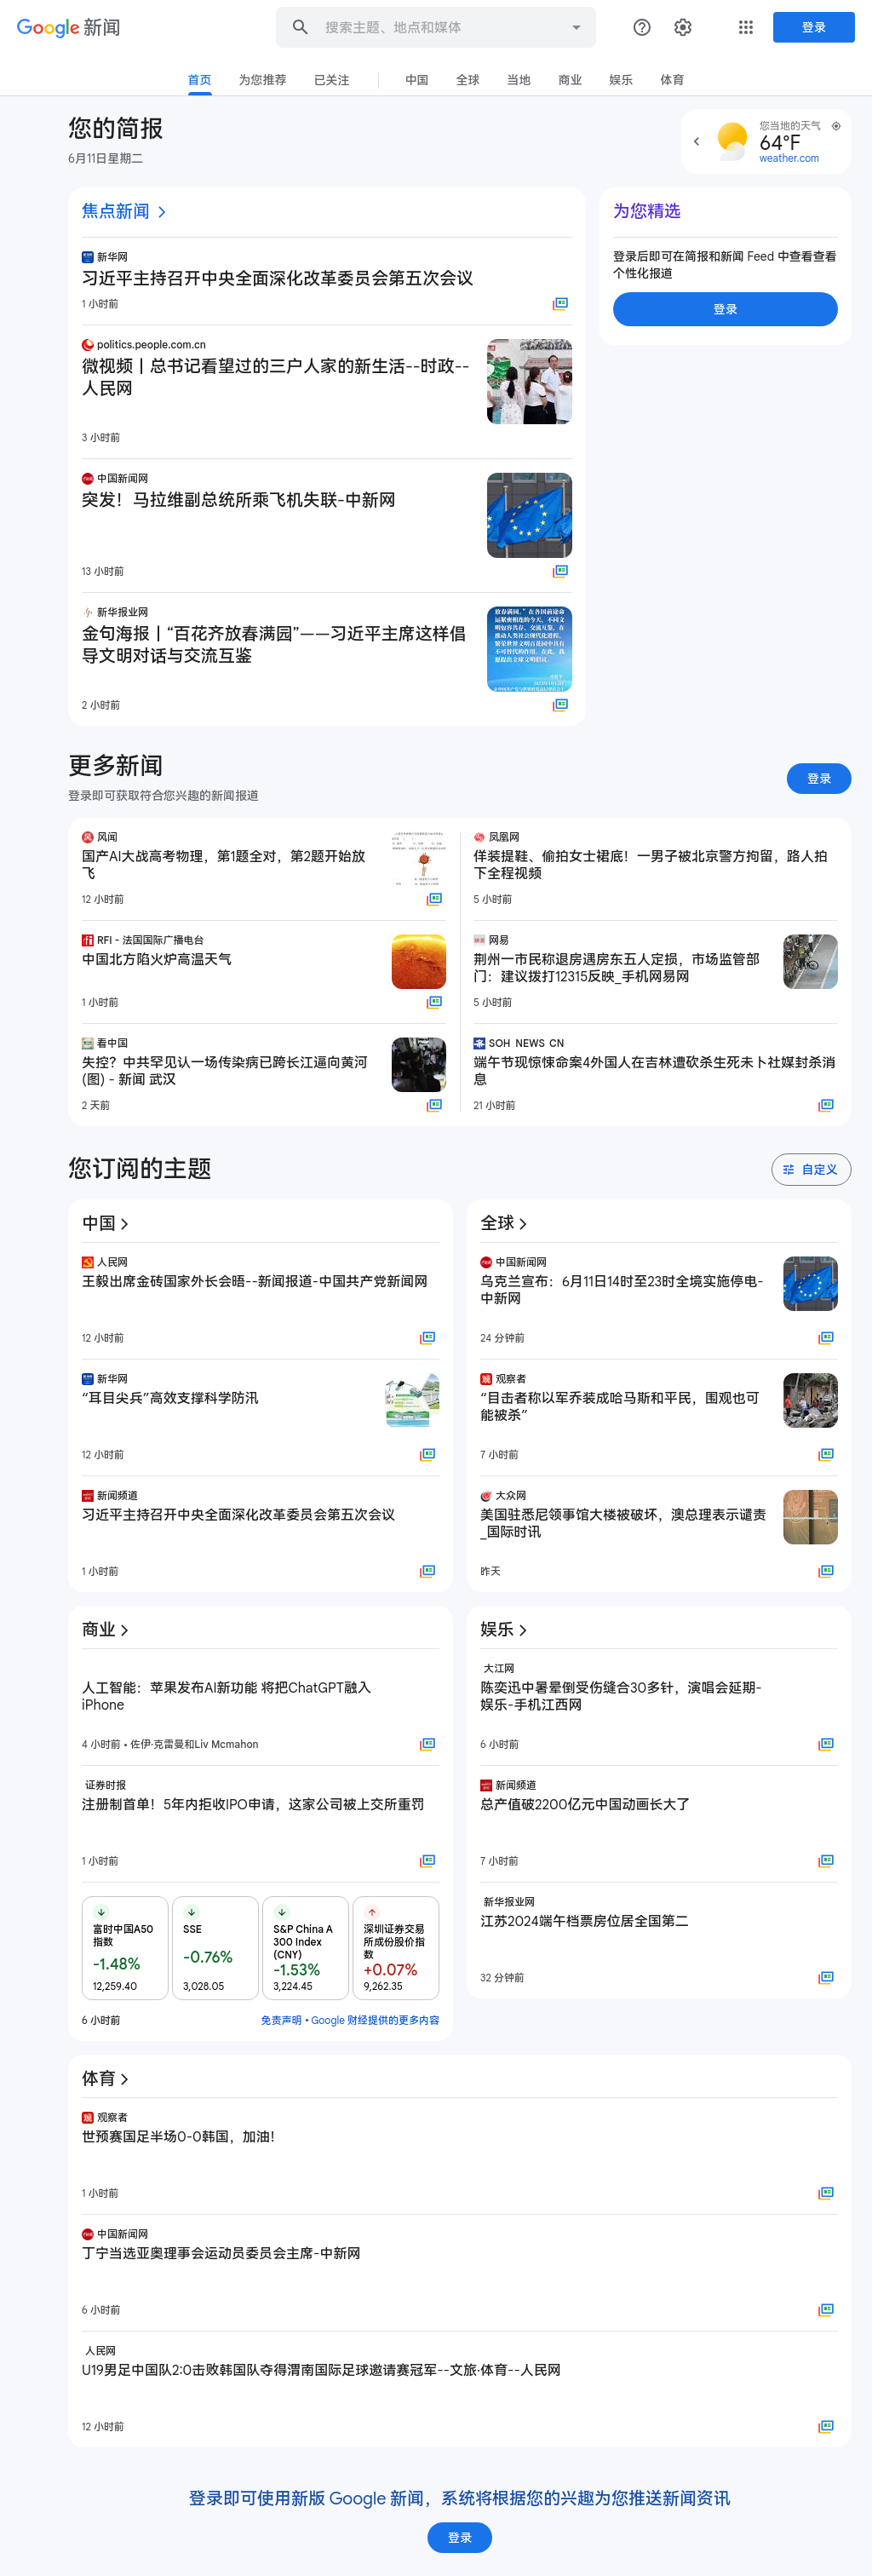 Google 新闻
搜索主题、地点和媒体
登录
首页
为您推荐
已关注
中国
全球
当地
商业
娱乐
体育
您的简报
6月11日星期二
您当地的天气
64°F
weather.com
焦点新闻
新华网
习近平主持召开中央全面深化改革委员会第五次会议
1 小时前
politics.people.com.cn
微视频丨总书记看望过的三户人家的新生活--时政--
人民网
3 小时前
中国新闻网
突发！马拉维副总统所乘飞机失联-中新网
13 小时前
新华报业网
金句海报丨“百花齐放春满园”——习近平主席这样倡
导文明对话与交流互鉴
2 小时前
为您精选
登录后即可在简报和新闻 Feed 中查看查看
个性化报道
登录
更多新闻
登录即可获取符合您兴趣的新闻报道
登录
风闻
国产AI大战高考物理，第1题全对，第2题开始放
飞
12 小时前
RFI - 法国国际广播电台
中国北方陷火炉高温天气
1 小时前
看中国
失控？中共罕见认一场传染病已跨长江逼向黄河
(图) - 新闻 武汉
2 天前
凤凰网
佯装提鞋、偷拍女士裙底！一男子被北京警方拘留，路人拍
下全程视频
5 小时前
网易
荆州一市民称退房遇房东五人定损，市场监管部
门：建议拨打12315反映_手机网易网
5 小时前
SOH NEWS CN
端午节现惊悚命案4外国人在吉林遭砍杀生死未卜社媒封杀消
息
21 小时前
您订阅的主题
自定义
中国
人民网
王毅出席金砖国家外长会晤--新闻报道-中国共产党新闻网
12 小时前
新华网
“耳目尖兵”高效支撑科学防汛
12 小时前
新闻频道
习近平主持召开中央全面深化改革委员会第五次会议
1 小时前
全球
中国新闻网
乌克兰宣布：6月11日14时至23时全境实施停电-
中新网
24 分钟前
观察者
“目击者称以军乔装成哈马斯和平民，围观也可
能被杀”
7 小时前
大众网
美国驻悉尼领事馆大楼被破坏，澳总理表示谴责
_国际时讯
昨天
商业
人工智能：苹果发布AI新功能 将把ChatGPT融入
iPhone
4 小时前 • 佐伊·克雷曼和Liv Mcmahon
证券时报
注册制首单！5年内拒收IPO申请，这家公司被上交所重罚
1 小时前
富时中国A50
指数
-1.48%
12,259.40
SSE
-0.76%
3,028.05
S&P China A
300 Index
(CNY)
-1.53%
3,224.45
深圳证券交易
所成份股价指
数
+0.07%
9,262.35
6 小时前
免责声明 • Google 财经提供的更多内容
娱乐
大江网
陈奕迅中暑晕倒受伤缝合30多针，演唱会延期-
娱乐-手机江西网
6 小时前
新闻频道
总产值破2200亿元中国动画长大了
7 小时前
新华报业网
江苏2024端午档票房位居全国第二
32 分钟前
体育
观察者
世预赛国足半场0-0韩国，加油！
1 小时前
中国新闻网
丁宁当选亚奥理事会运动员委员会主席-中新网
6 小时前
人民网
U19男足中国队2:0击败韩国队夺得渭南国际足球邀请赛冠军--文旅·体育--人民网
12 小时前
登录即可使用新版 Google 新闻，系统将根据您的兴趣为您推送新闻资讯
登录